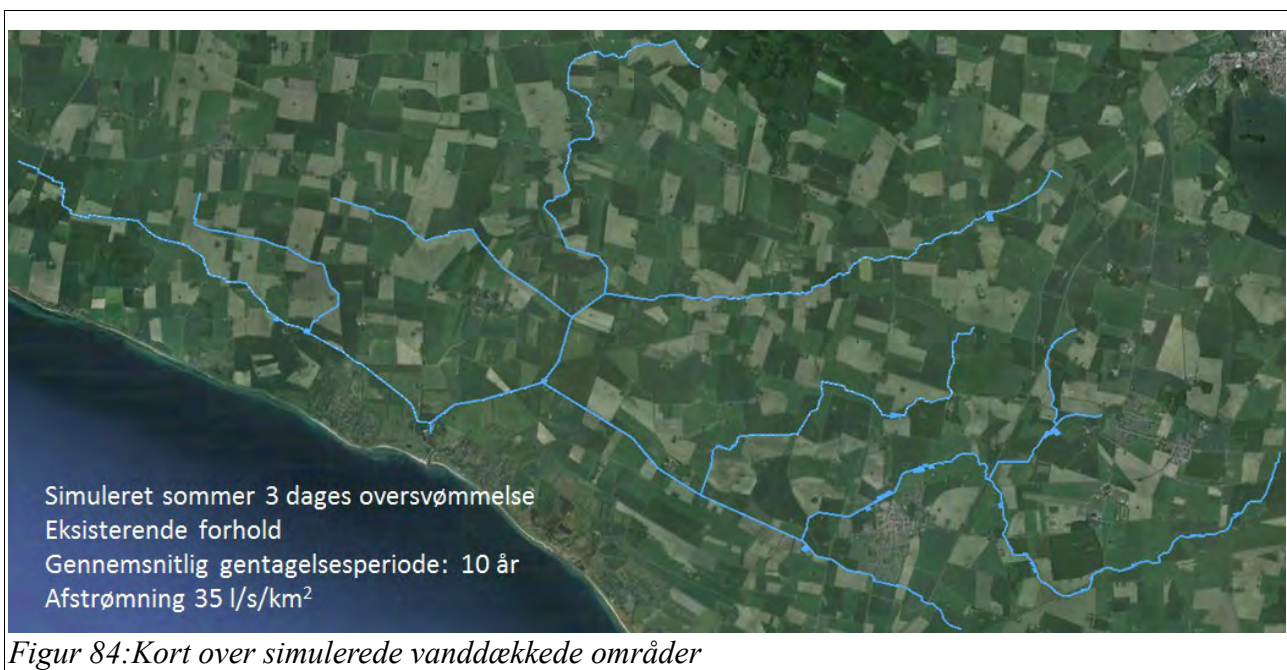 Simuleret sommer 3 dages oversvømmelse
Eksisterende forhold
Gennemsnitlig gentagelsesperiode: 10 år
Afstrømning 35 l/s/km²
Figur 84:Kort over simulerede vanddækkede områder